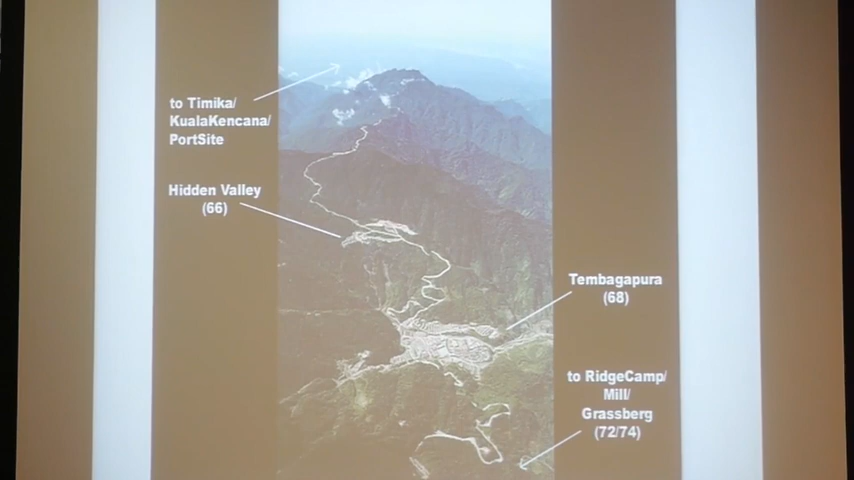 to Timika/
KualaKencana/
PortSite
Hidden Valley
(66)
Tembagapura
(68)
to RidgeCamp/
Mill/
Grassberg
(72/74)